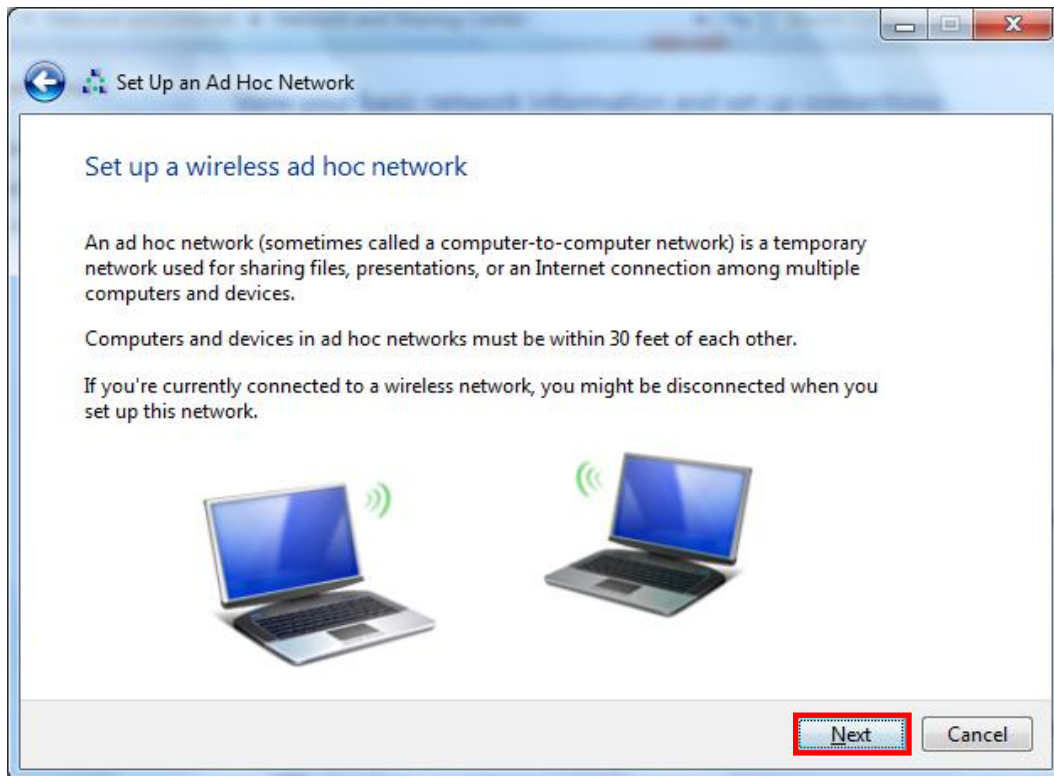 Set Up an Ad Hoc Network
Set up a wireless ad hoc network
An ad hoc network (sometimes called a computer-to-computer network) is a temporary
network used for sharing files, presentations, or an Internet connection among multiple
computers and devices.
Computers and devices in ad hoc networks must be within 30 feet of each other.
If you're currently connected to a wireless network, you might be disconnected when you
set up this network.
Next Cancel